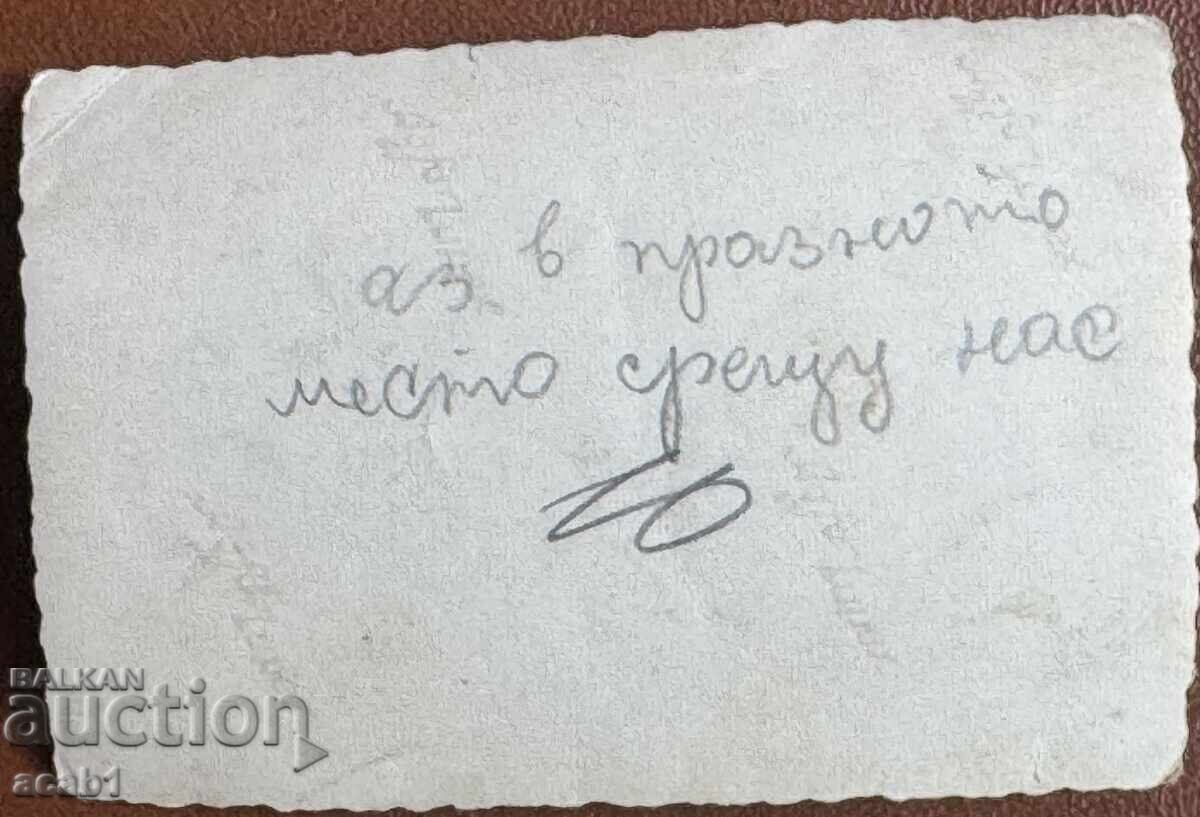 аз в празното
место срещу нас
BALKAN
auction
acab1